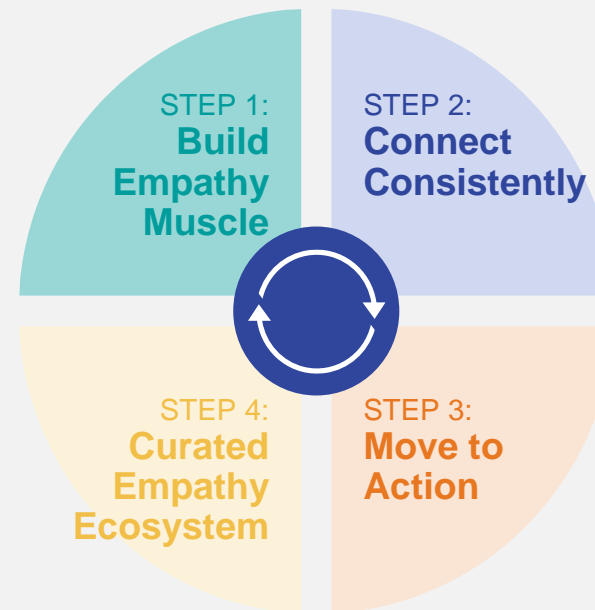 STEP 1:
Build
Empathy
Muscle
STEP 2:
Connect
Consistently
STEP 3:
Move to
Action
STEP 4:
Curated
Empathy
Ecosystem